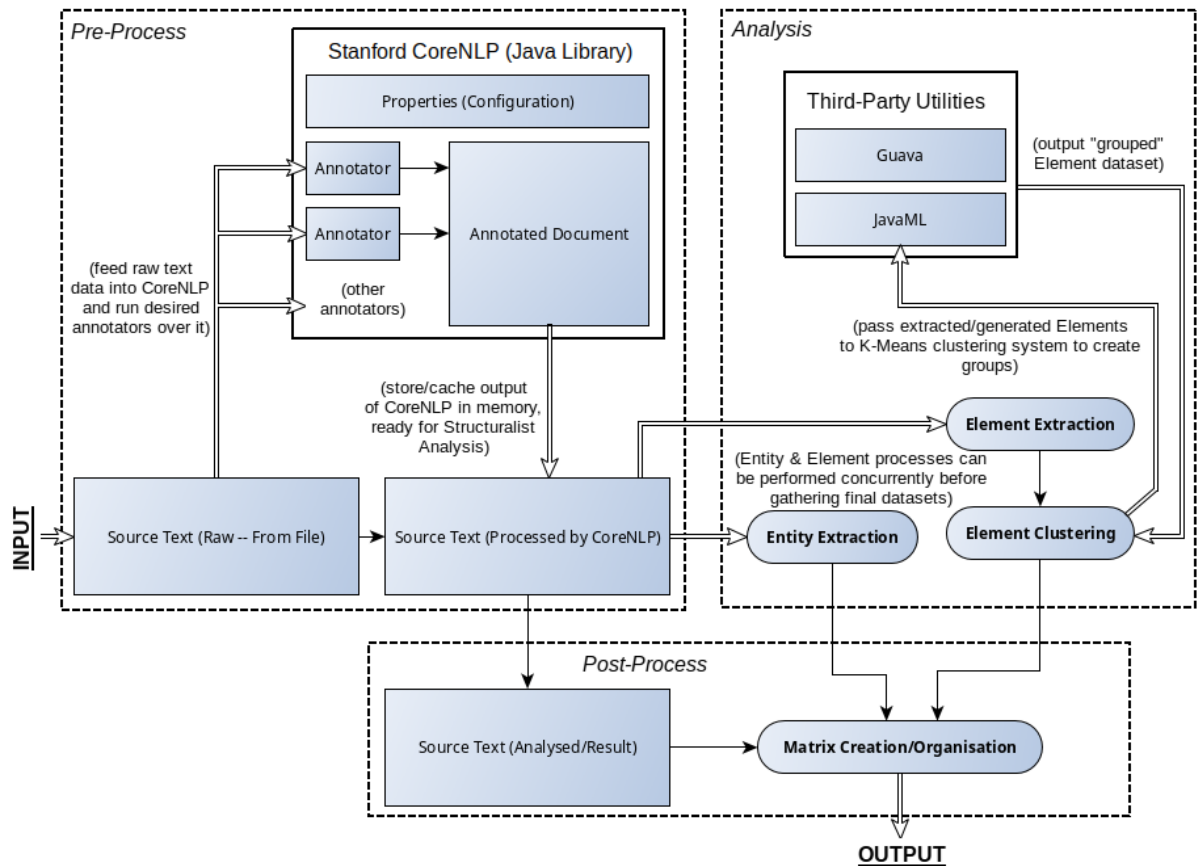 Pre-Process
Stanford CoreNLP (Java Library)
Properties (Configuration)
Annotator
Annotator
(other
annotators)
Annotated Document
(feed raw text
data into CoreNLP
and run desired
annotators over it)
(store/cache output
of CoreNLP in memory,
ready for Structuralist
Analysis)
INPUT
Source Text (Raw -- From File)
Source Text (Processed by CoreNLP)
Analysis
Third-Party Utilities
Guava
JavaML
(output "grouped"
Element dataset)
(pass extracted/generated Elements
to K-Means clustering system to create
groups)
Element Extraction
(Entity & Element processes can
be performed concurrently before
gathering final datasets)
Entity Extraction
Element Clustering
Post-Process
Source Text (Analysed/Result)
Matrix Creation/Organisation
OUTPUT